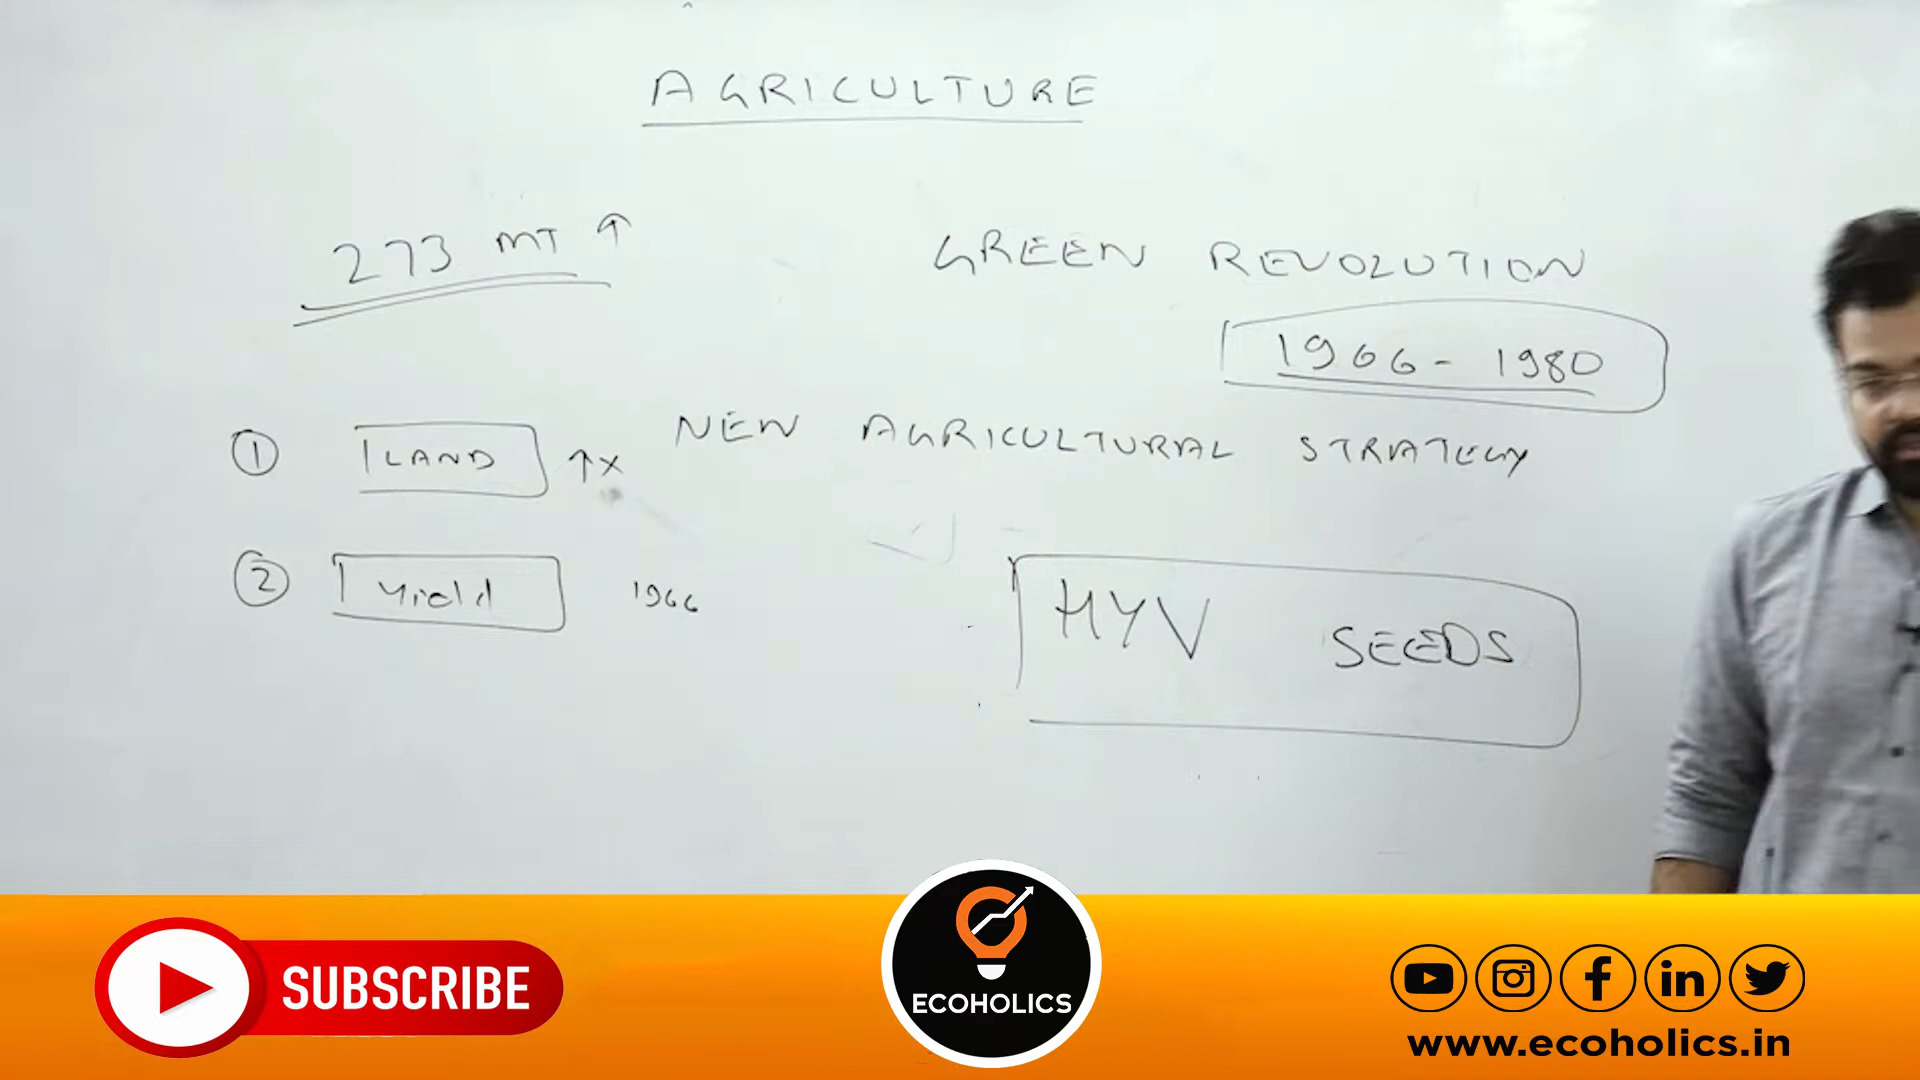 AGRICULTURE
273 MT ↑
GREEN REVOLUTION
1966 - 1980
① LAND ↑x
NEW AGRICULTURAL STRATEGY
② Yield 1966
HYV SEEDS
SUBSCRIBE
ECOHOLICS
www.ecoholics.in